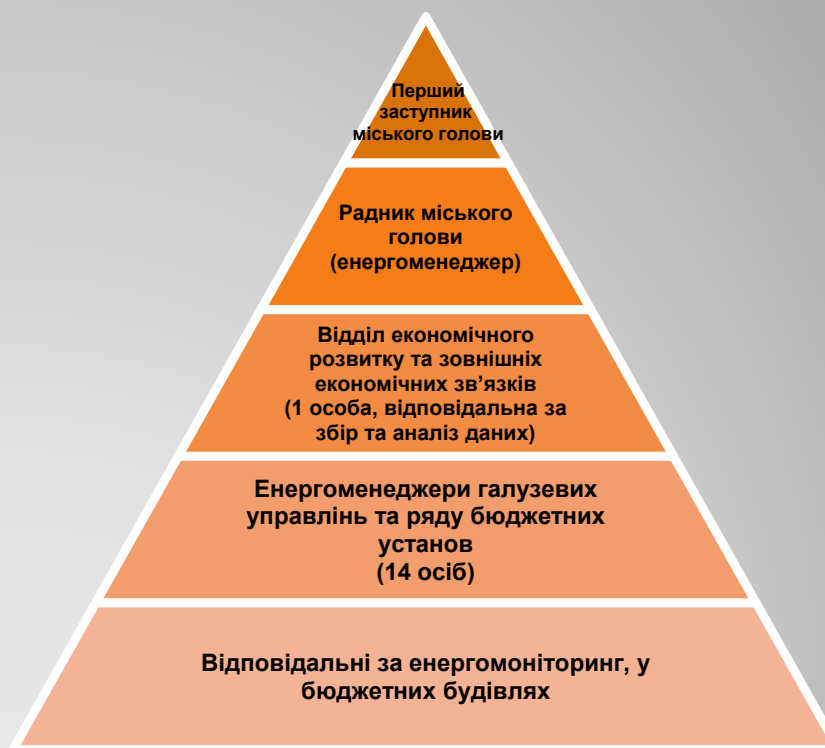 Перший
заступник
міського голови
Радник міського
голови
(енергоменеджер)
Відділ економічного
розвитку та зовнішніх
економічних зв’язків
(1 особа, відповідальна за
збір та аналіз даних)
Енергоменеджери галузевих
управлінь та ряду бюджетних
установ
(14 осіб)
Відповідальні за енергомоніторинг, у
бюджетних будівлях